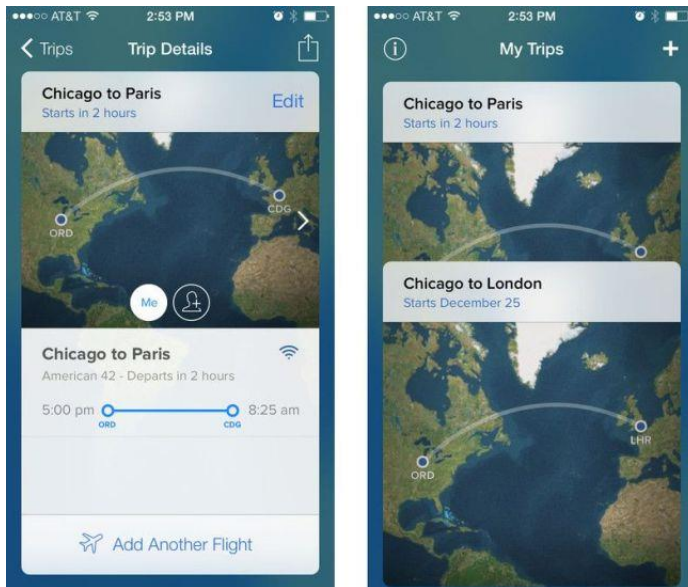 AT&T 2:53 PM
Trips Trip Details
Chicago to Paris
Edit
Starts in 2 hours
ORD
CDG
Me
Chicago to Paris
American 42 - Departs in 2 hours
5:00 pm 8:25 am
ORD CDG
Add Another Flight
AT&T 2:53 PM
My Trips
Chicago to Paris
Starts in 2 hours
Chicago to London
Starts December 25
LHR
ORD